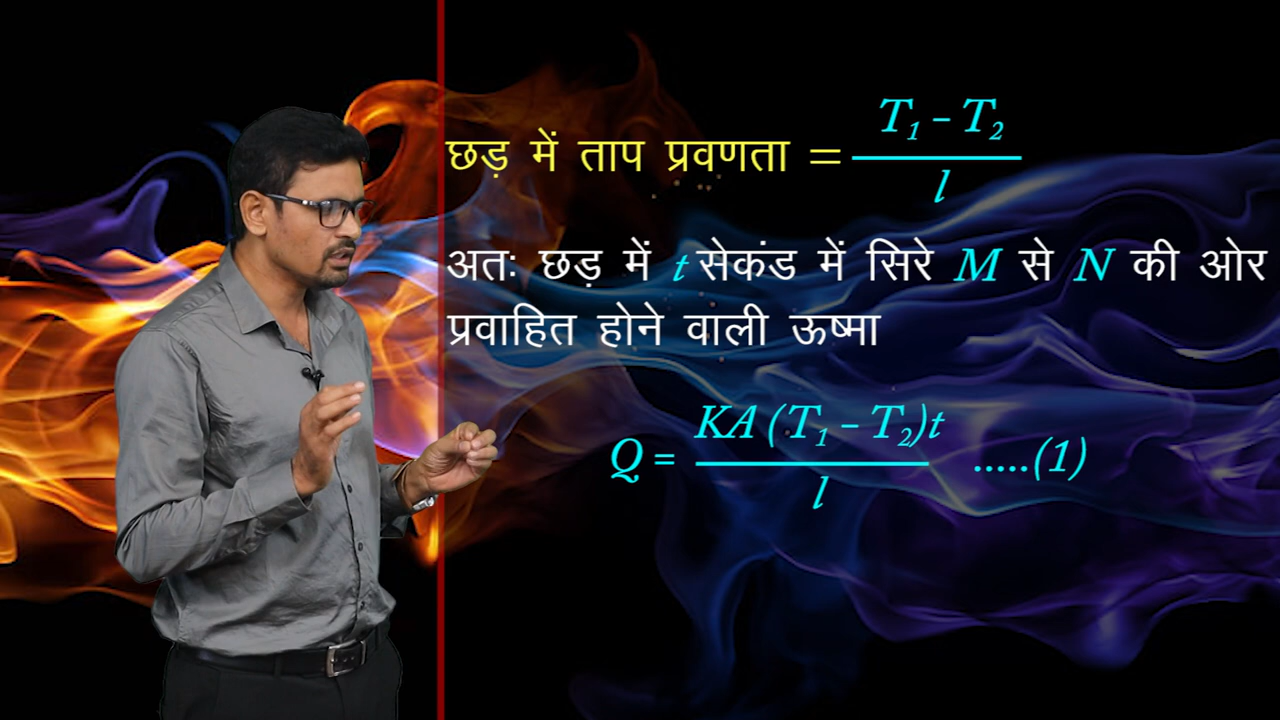 छड़ में ताप प्रवणता = T₁ – T₂ / l
अतः छड़ में t सेकंड में सिरे M से N की ओर
प्रवाहित होने वाली ऊष्मा
Q = KA (T₁ – T₂)t / l .....(1)